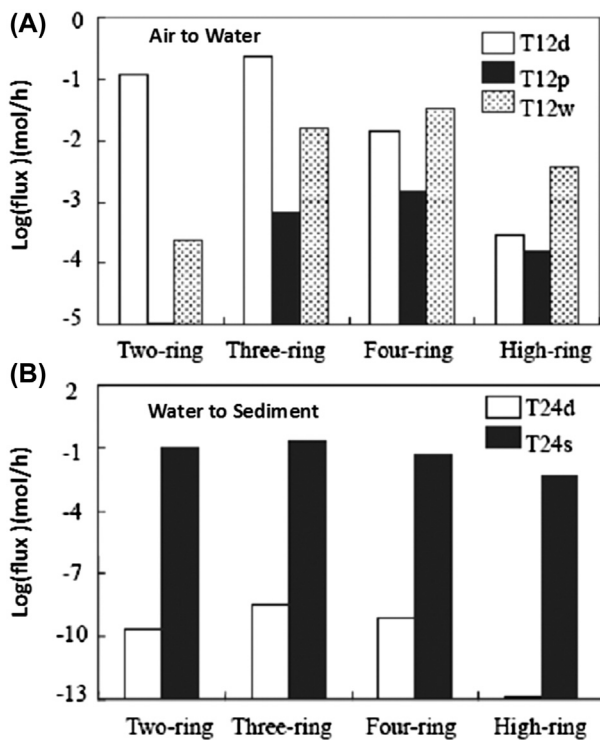 (A)
Air to Water
T12d
T12p
T12w
Log(flux )(mol/h)
0
-1
-2
-3
-4
-5
Two-ring Three-ring Four-ring High-ring
(B)
Water to Sediment
T24d
T24s
Log(flux )(mol/h)
2
-1
-4
-7
-10
-13
Two-ring Three-ring Four-ring High-ring